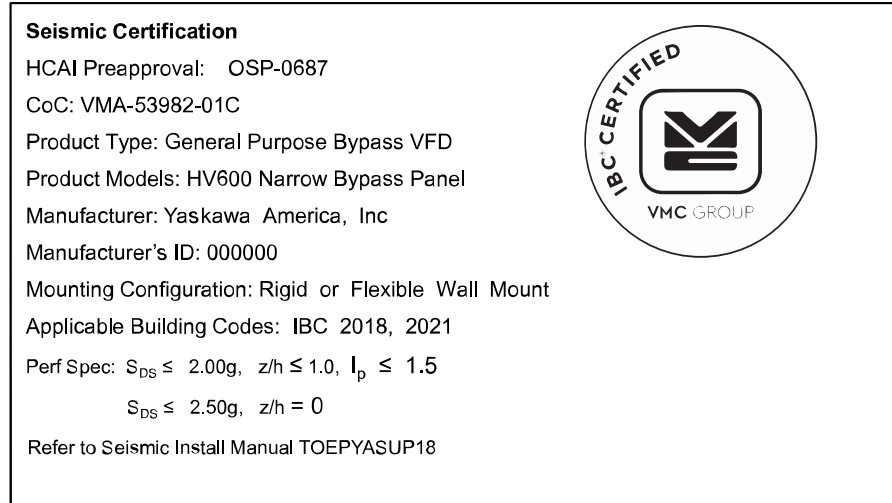 Seismic Certification
HCAI Preapproval: OSP-0687
CoC: VMA-53982-01C
Product Type: General Purpose Bypass VFD
Product Models: HV600 Narrow Bypass Panel
Manufacturer: Yaskawa America, Inc
Manufacturer's ID: 000000
Mounting Configuration: Rigid or Flexible Wall Mount
Applicable Building Codes: IBC 2018, 2021
Perf Spec: S_DS ≤ 2.00g, z/h ≤ 1.0, I_p ≤ 1.5
S_DS ≤ 2.50g, z/h = 0
Refer to Seismic Install Manual TOEPYASUP18
IBC CERTIFIED
VMC GROUP